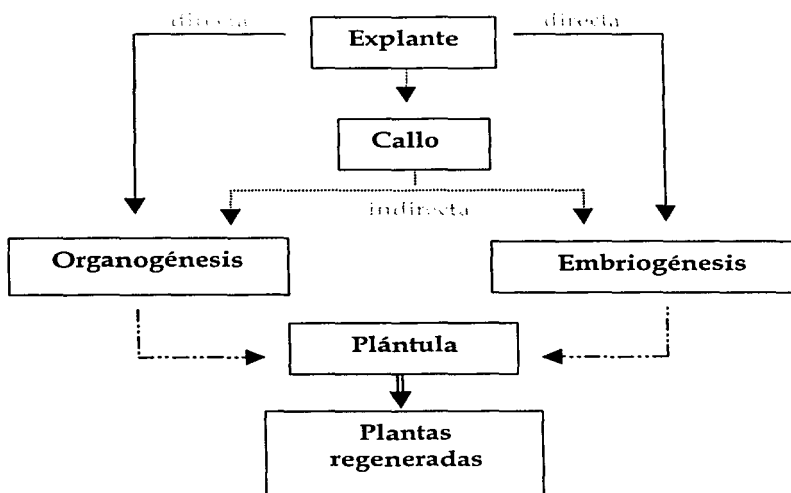 directa
Explante
directa
Callo
indirecta
Organogénesis
Embriogénesis
Plántula
Plantas
regeneradas